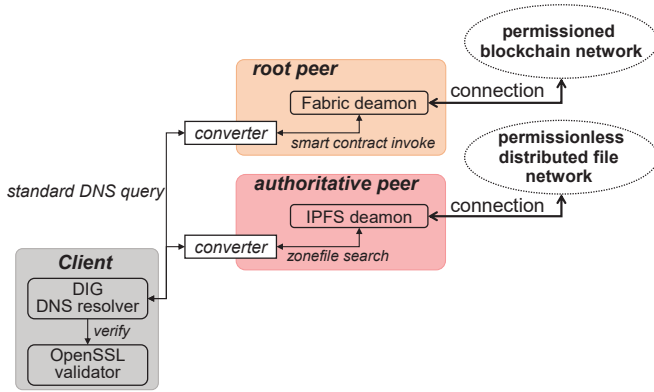 permissioned
blockchain network
root peer
Fabric deamon
connection
converter
smart contract invoke
permissionless
distributed file
network
standard DNS query
authoritative peer
IPFS deamon
connection
converter
zonefile search
Client
DIG
DNS resolver
verify
OpenSSL
validator